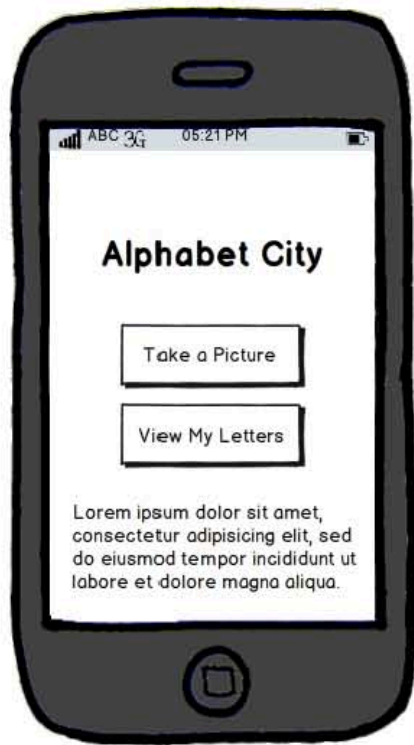 ABC 3G 05:21 PM
Alphabet City
Take a Picture
View My Letters
Lorem ipsum dolor sit amet,
consectetur adipisicing elit, sed
do eiusmod tempor incididunt ut
labore et dolore magna aliqua.